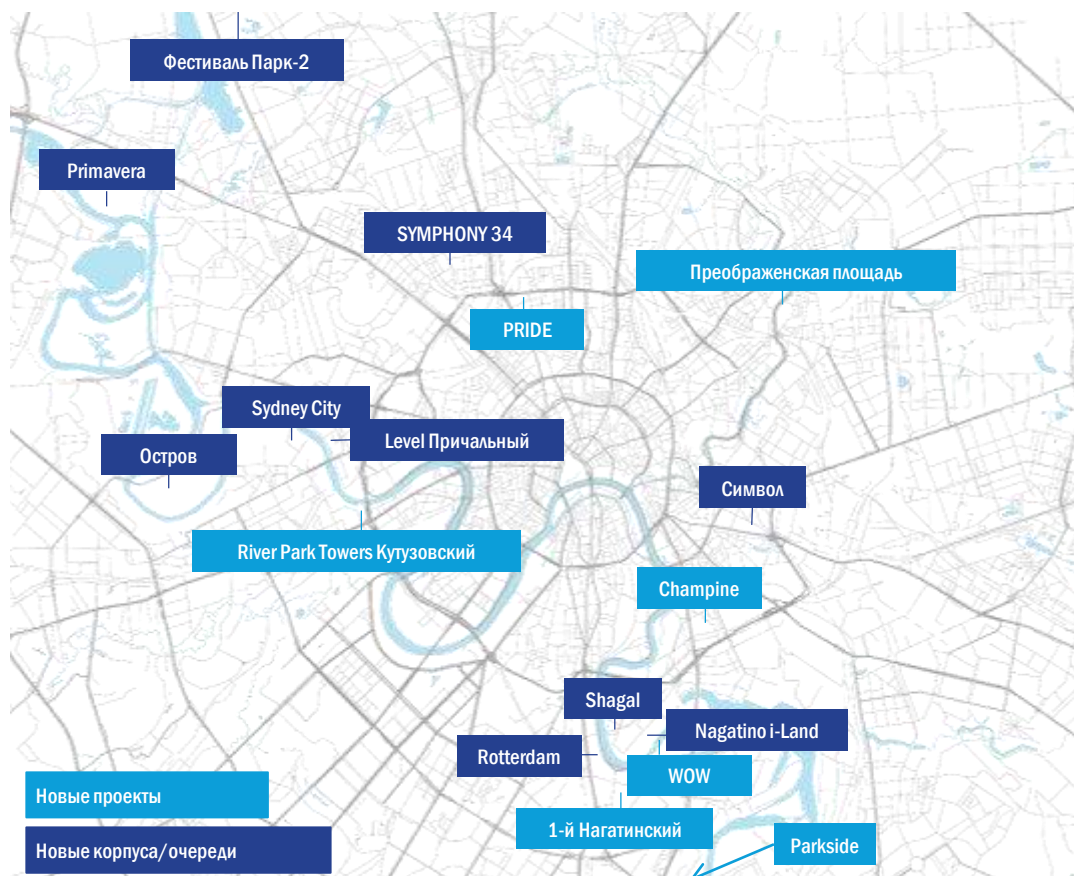 Фестиваль Парк-2
Primavera
SYMPHONY 34
Преображенская площадь
PRIDE
Sydney City
Level Причальный
Остров
Символ
River Park Towers Кутузовский
Champine
Shagal
Nagatino i-Land
Rotterdam
WOW
Новые проекты
1-й Нагатинский
Parkside
Новые корпуса/очереди